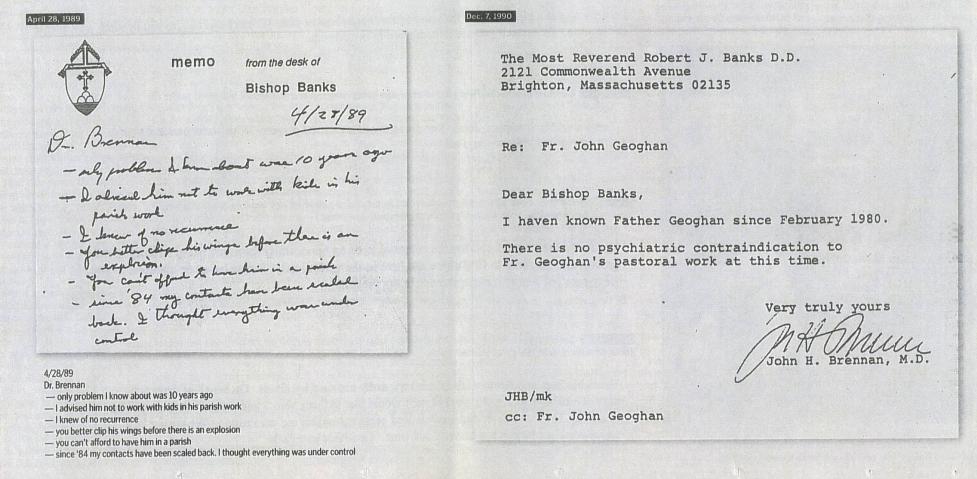 April 28, 1989
memo from the desk of
Bishop Banks
4/28/89
Dr. Brennan
— only problem I know about was 10 years ago
— I advised him not to work with kids in his
parish work
— I knew of no recurrence
— You better clip his wings before there is an
explosion.
— You can't afford to have him in a parish
— since '84 my contacts have been scaled
back. I thought everything was under
control
4/28/89
Dr. Brennan
— only problem I know about was 10 years ago
— I advised him not to work with kids in his parish work
— I knew of no recurrence
— you better clip his wings before there is an explosion
— you can't afford to have him in a parish
— since '84 my contacts have been scaled back. I thought everything was under control
Dec. 7, 1990
The Most Reverend Robert J. Banks D.D.
2121 Commonwealth Avenue
Brighton, Massachusetts 02135
Re: Fr. John Geoghan
Dear Bishop Banks,
I haven known Father Geoghan since February 1980.
There is no psychiatric contraindication to
Fr. Geoghan's pastoral work at this time.
Very truly yours
J H Brennan
John H. Brennan, M.D.
JHB/mk
cc: Fr. John Geoghan